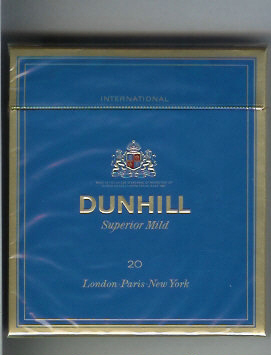 INTERNATIONAL
DUNHILL
Superior Mild
20
London·Paris·New York